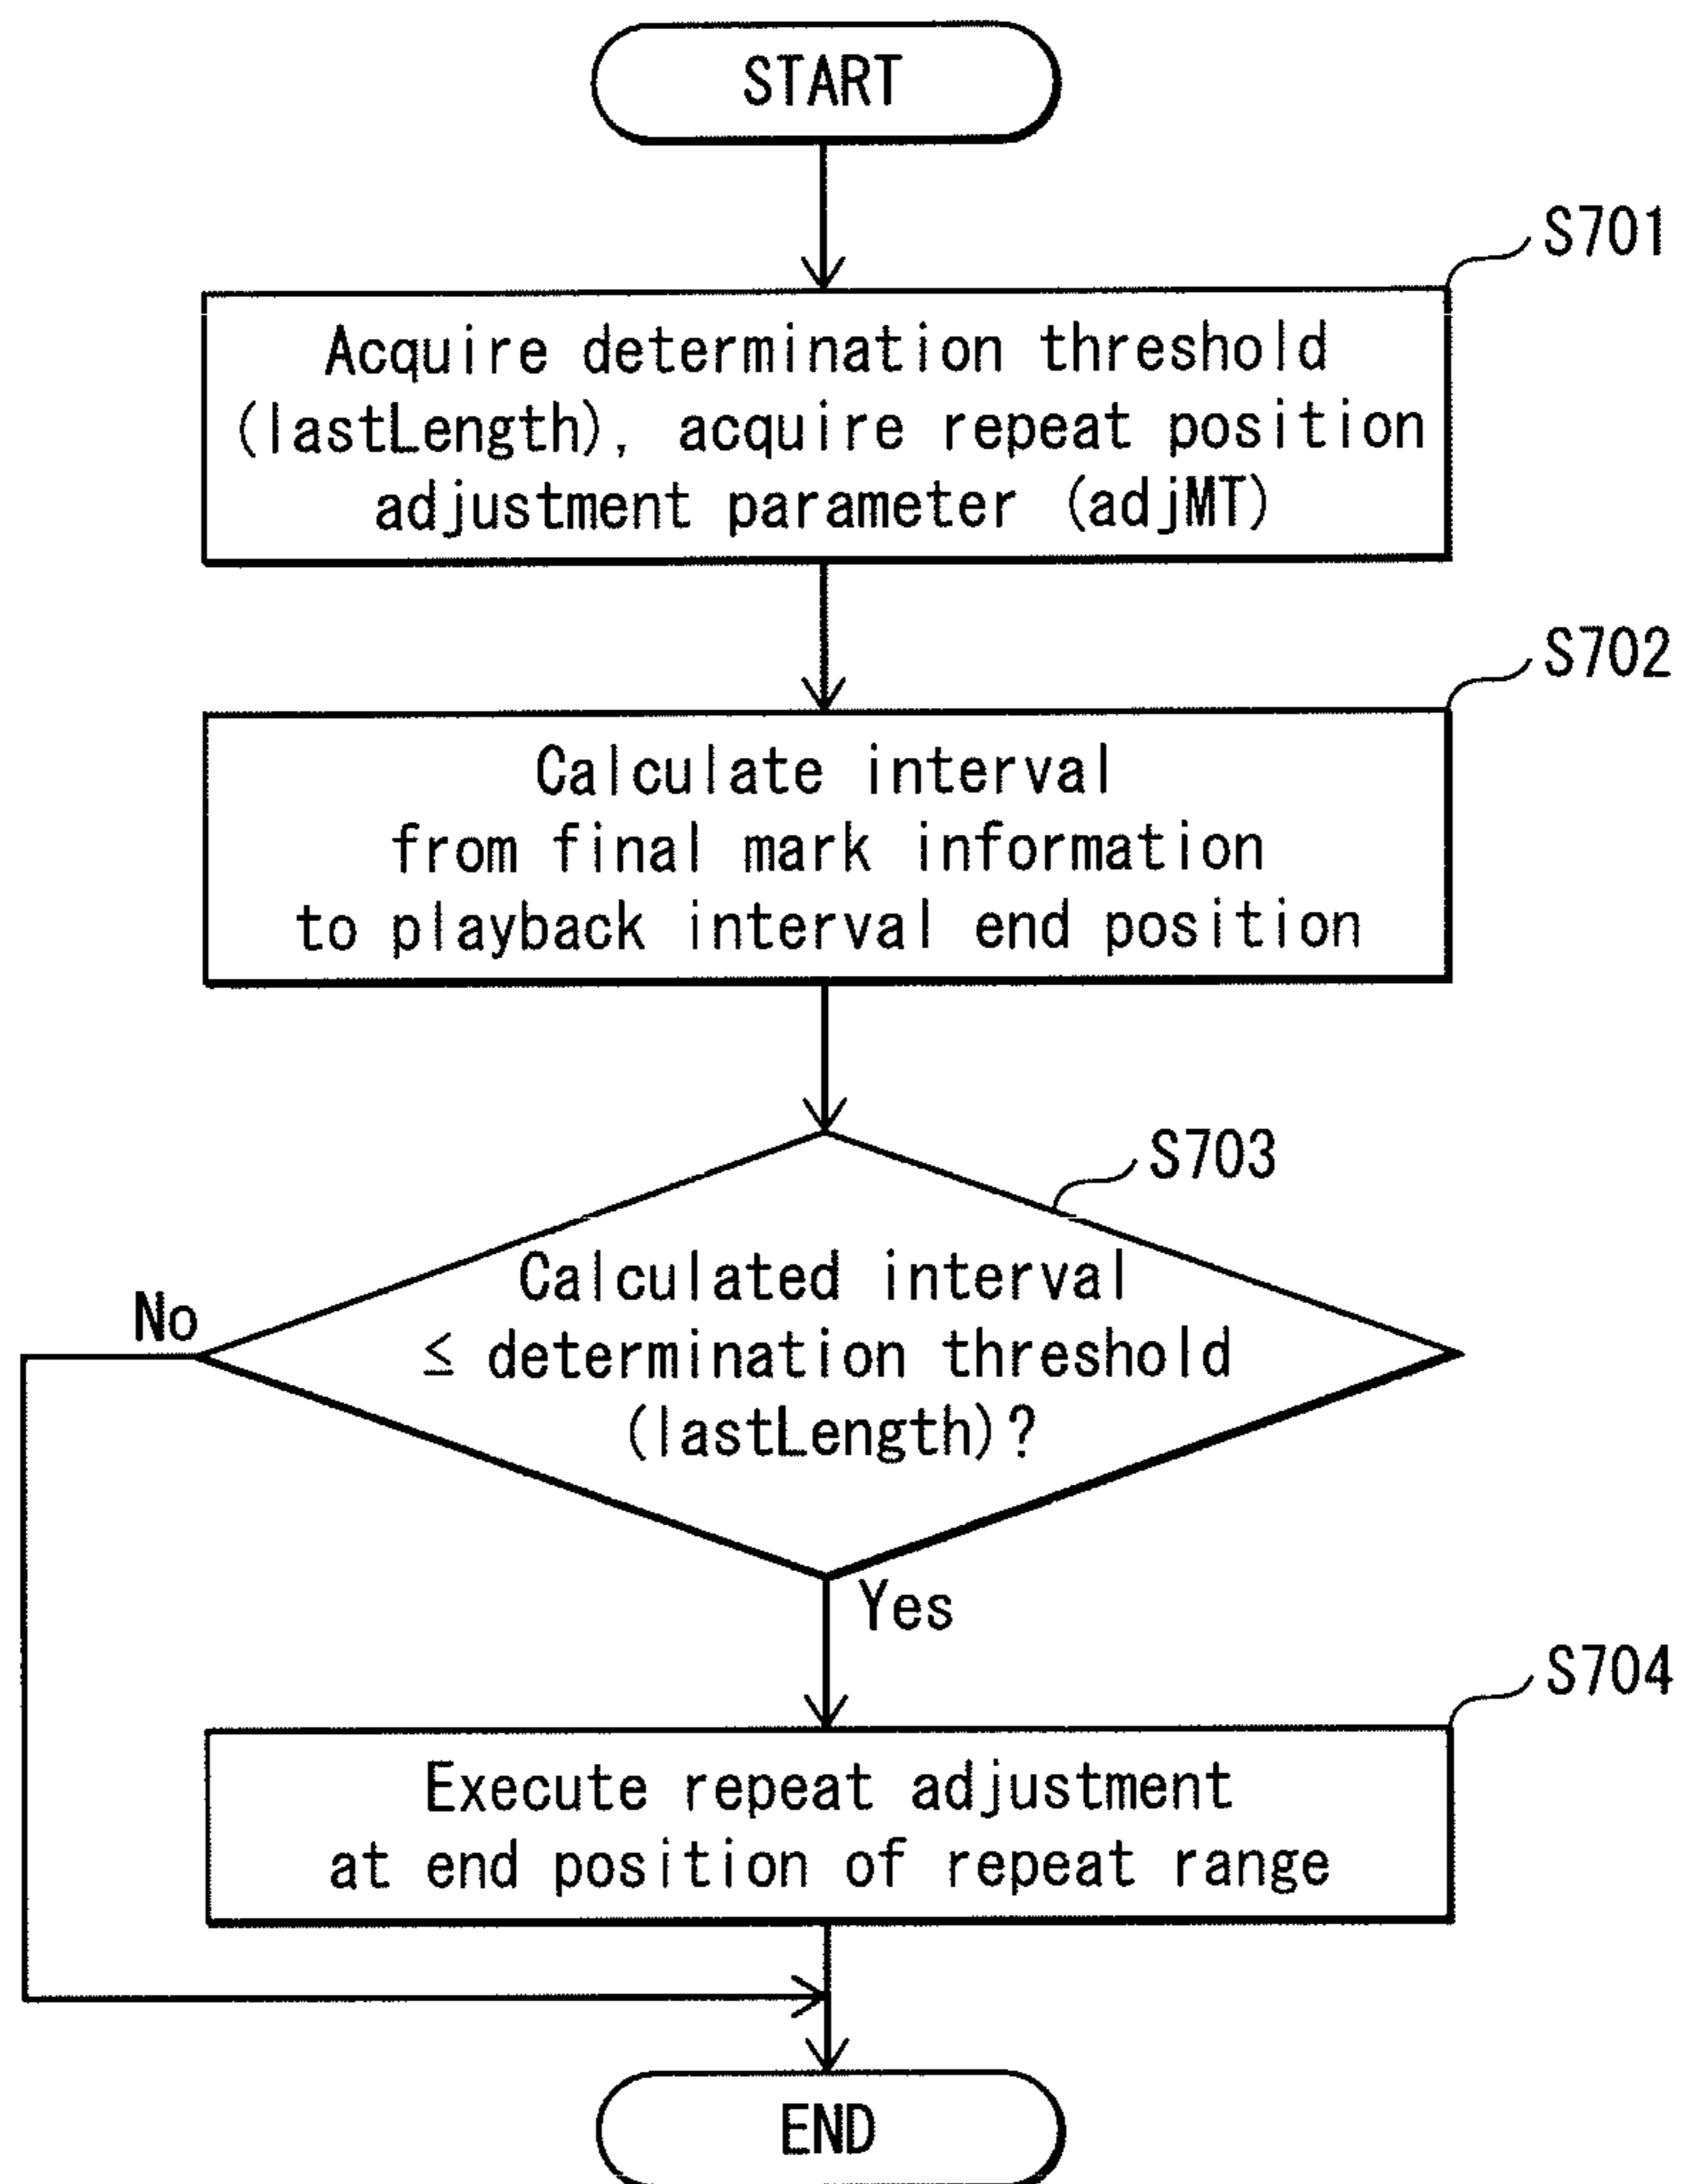 START
S701
Acquire determination threshold
(lastLength), acquire repeat position
adjustment parameter (adjMT)
S702
Calculate interval
from final mark information
to playback interval end position
S703
Calculated interval
≤ determination threshold
(lastLength)?
No
Yes
S704
Execute repeat adjustment
at end position of repeat range
END